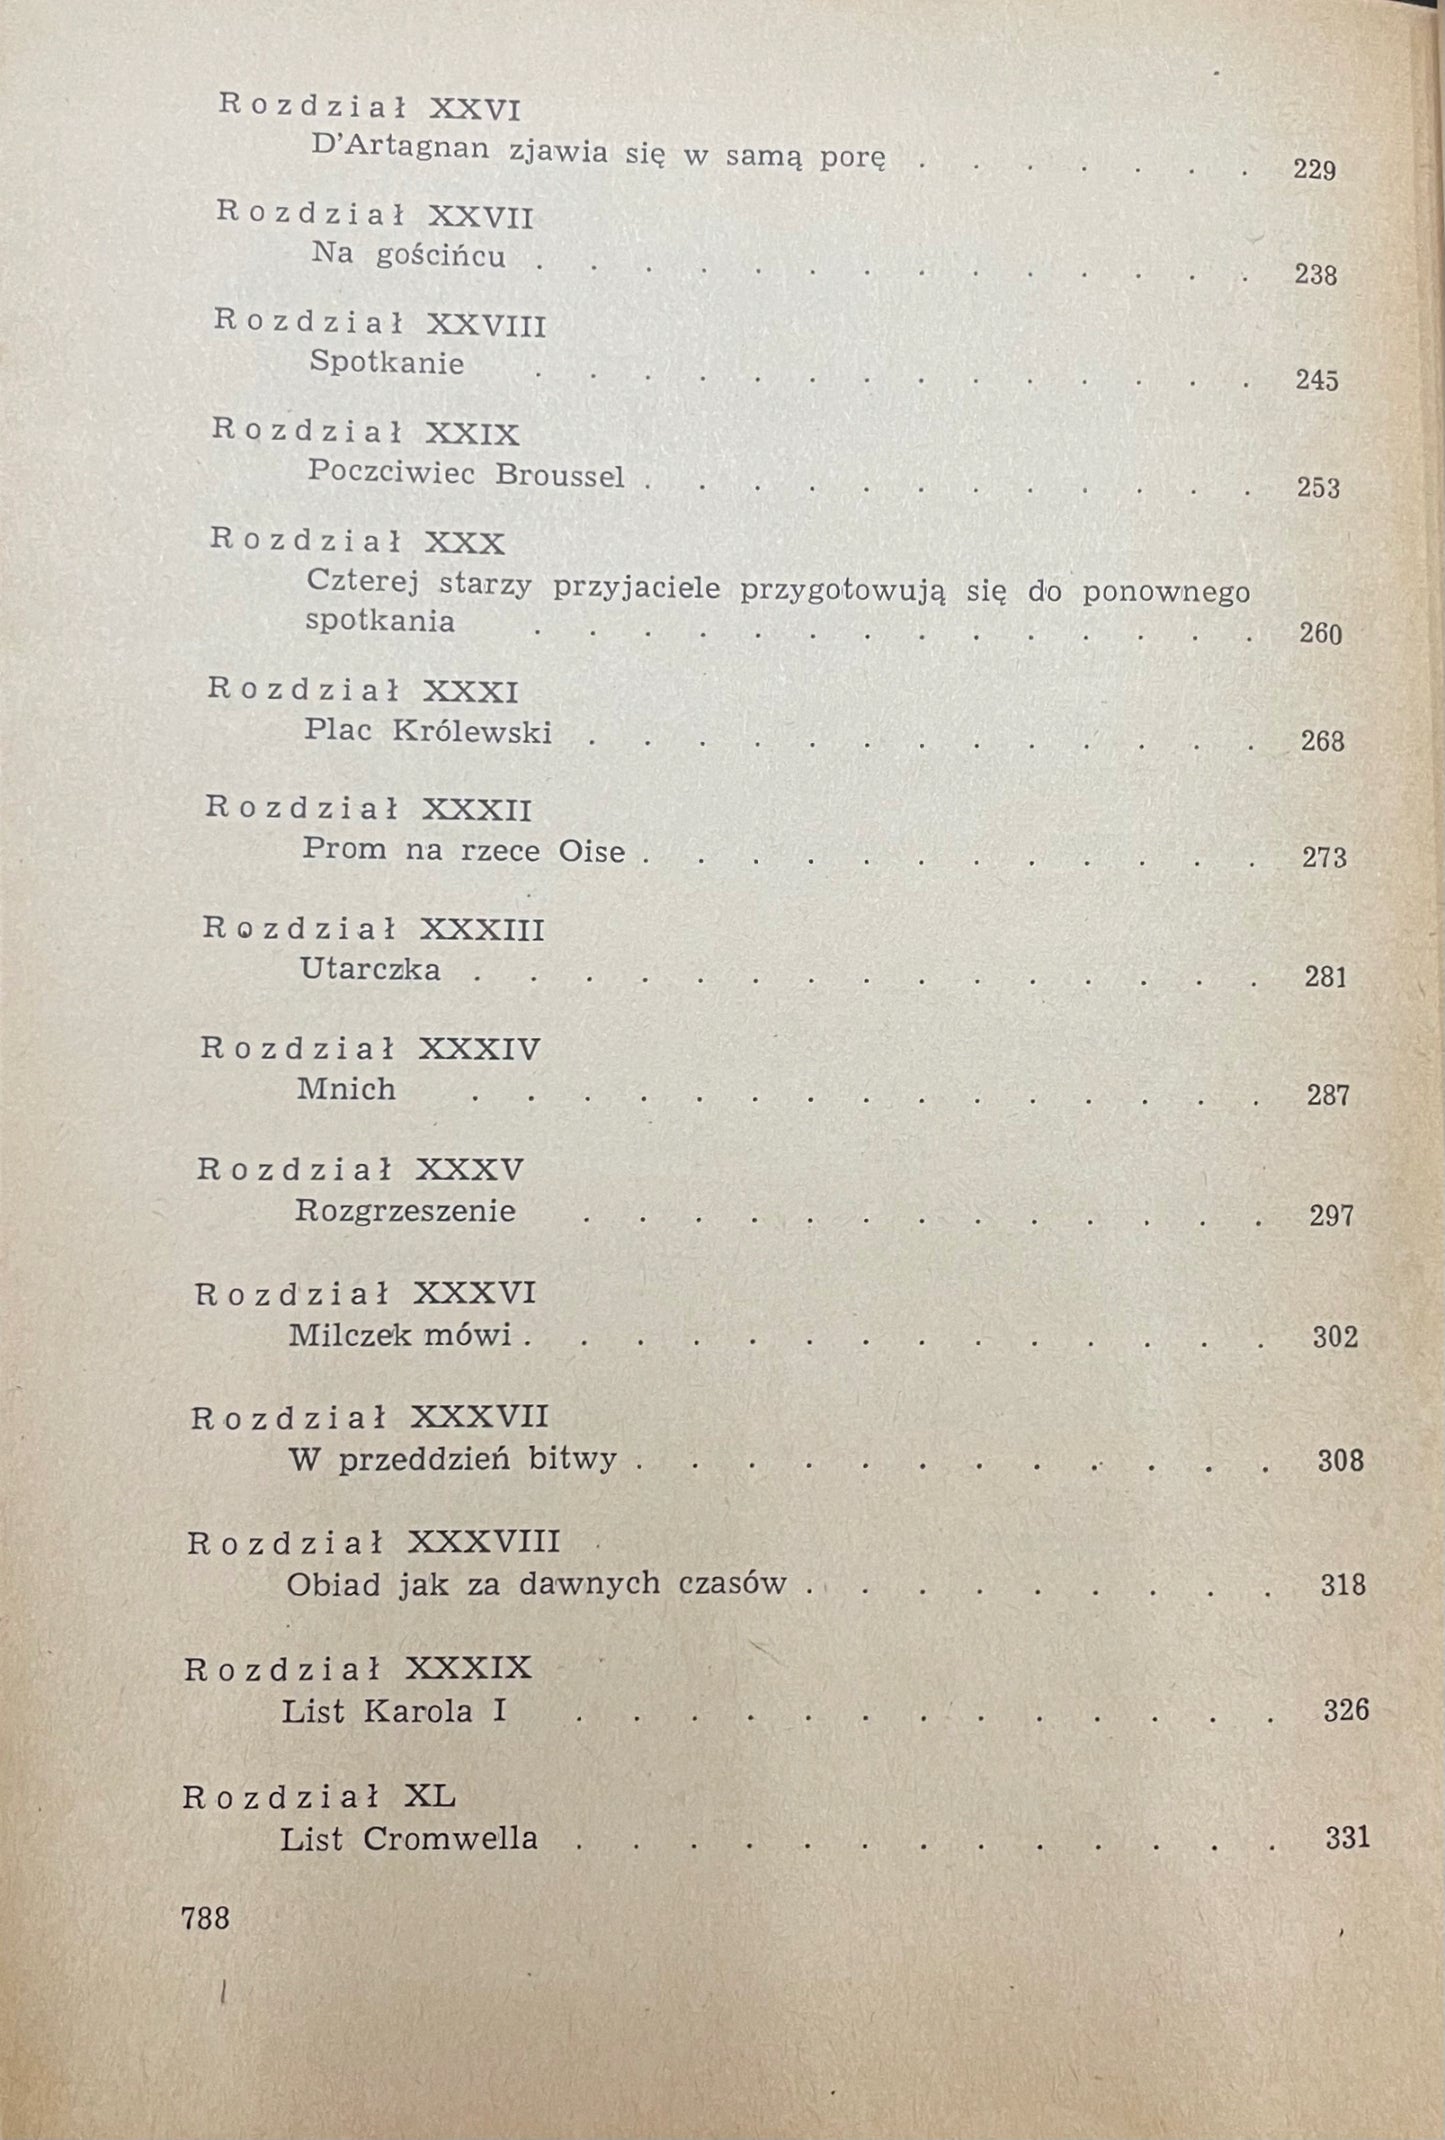 Rozdział XXVI
D'Artagnan zjawia się w samą porę . . . . . . . 229
Rozdział XXVII
Na gościńcu . . . . . . . . . . . . . . 238
Rozdział XXVIII
Spotkanie . . . . . . . . . . . . . . 245
Rozdział XXIX
Poczciwiec Broussel . . . . . . . . . . . . 253
Rozdział XXX
Czterej starzy przyjaciele przygotowują się do ponownego
spotkania . . . . . . . . . . . . . . 260
Rozdział XXXI
Plac Królewski . . . . . . . . . . . . . 268
Rozdział XXXII
Prom na rzece Oise . . . . . . . . . . . . 273
Rozdział XXXIII
Utarczka . . . . . . . . . . . . . . . 281
Rozdział XXXIV
Mnich . . . . . . . . . . . . . . . 287
Rozdział XXXV
Rozgrzeszenie . . . . . . . . . . . . . 297
Rozdział XXXVI
Milczek mówi . . . . . . . . . . . . . . 302
Rozdział XXXVII
W przeddzień bitwy . . . . . . . . . . . . 308
Rozdział XXXVIII
Obiad jak za dawnych czasów . . . . . . . . . 318
Rozdział XXXIX
List Karola I . . . . . . . . . . . . . 326
Rozdział XL
List Cromwella . . . . . . . . . . . . 331
788